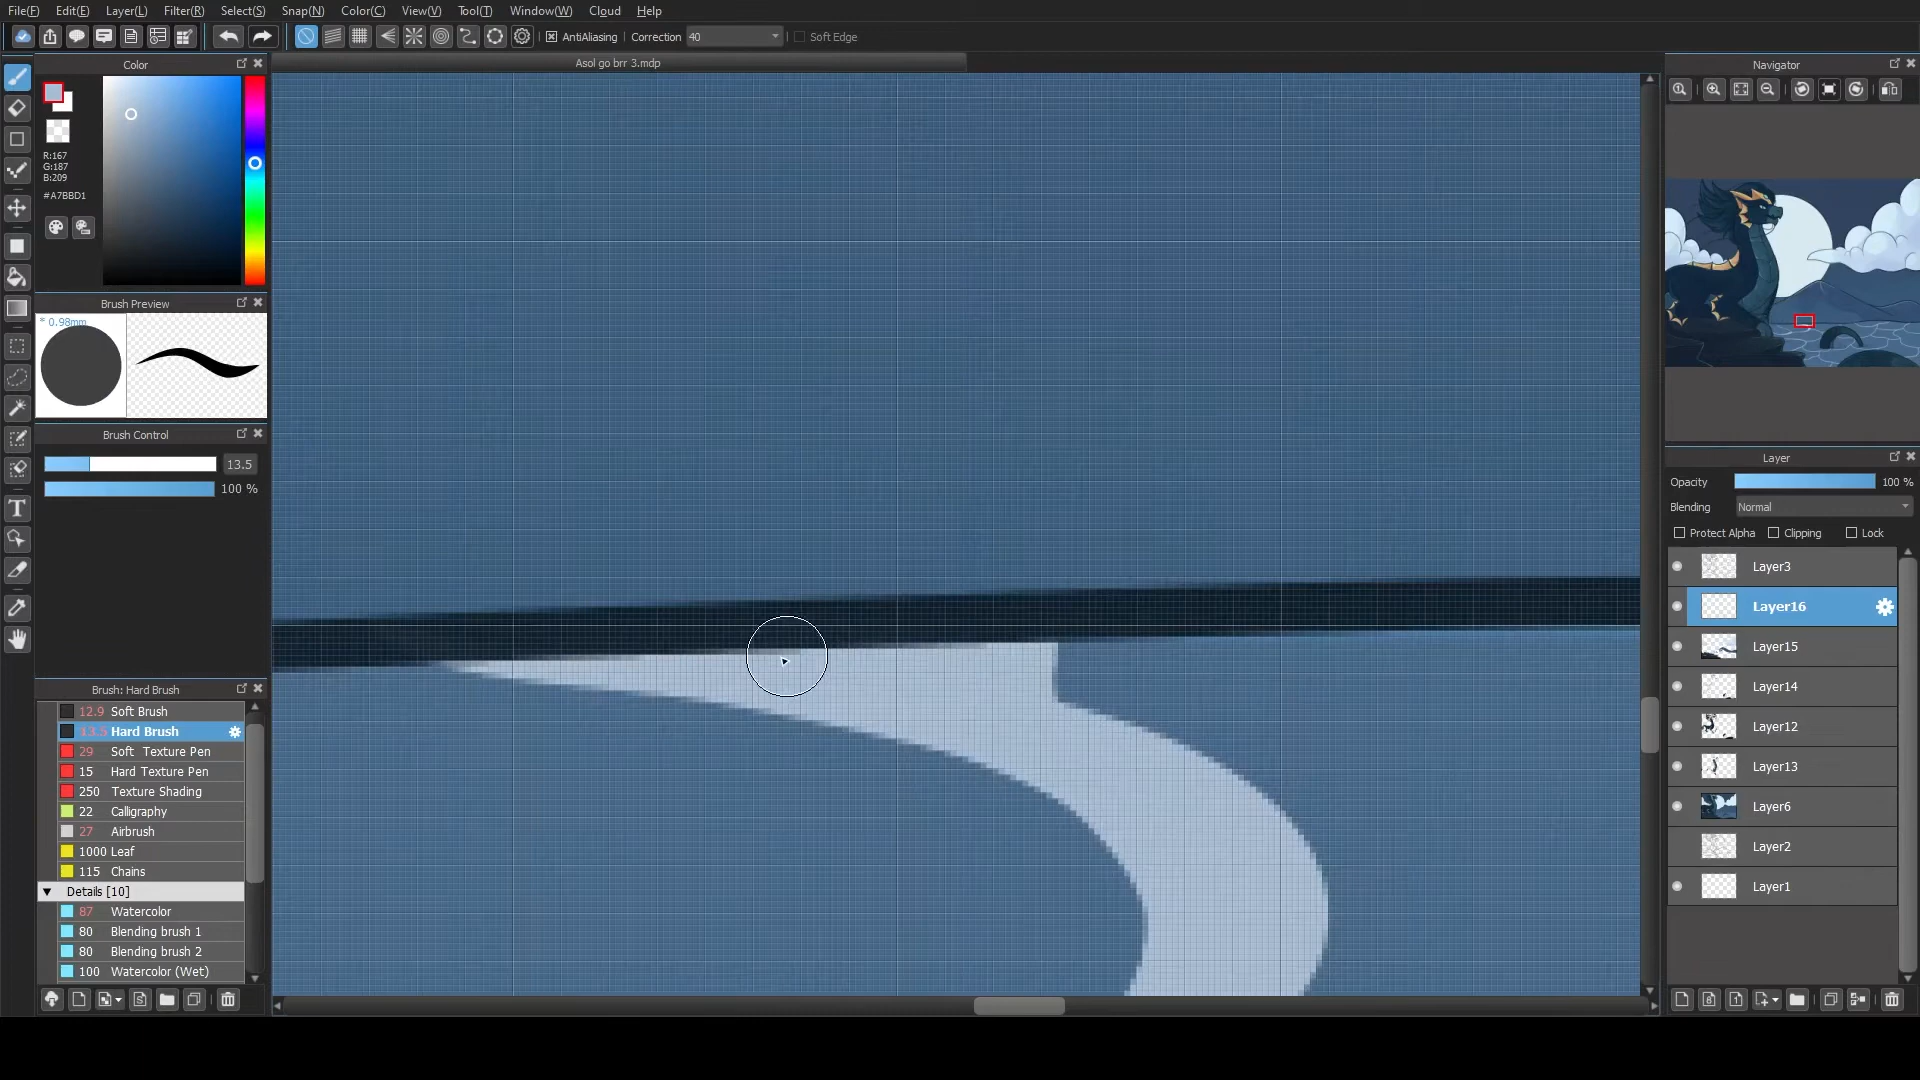 File(F) Edit(E) Layer(L) Filter(R) Select(S) Snap(N) Color(C) View(V) Tool(T) Window(W) Cloud Help
AntiAliasing Correction 40 Soft Edge
Color
Asol go brr 3.mdp
Navigator
R:167
G:187
B:209
#A7BBD1
Brush Preview
* 0.98mm
Brush Control
13.5
100 %
Layer
Opacity 100 %
Blending Normal
Protect Alpha Clipping Lock
Layer3
Layer16
Layer15
Layer14
Layer12
Layer13
Layer6
Layer2
Layer1
Brush: Hard Brush
12.9 Soft Brush
13.5 Hard Brush
29 Soft Texture Pen
15 Hard Texture Pen
250 Texture Shading
22 Calligraphy
27 Airbrush
1000 Leaf
115 Chains
Details [10]
87 Watercolor
80 Blending brush 1
80 Blending brush 2
100 Watercolor (Wet)